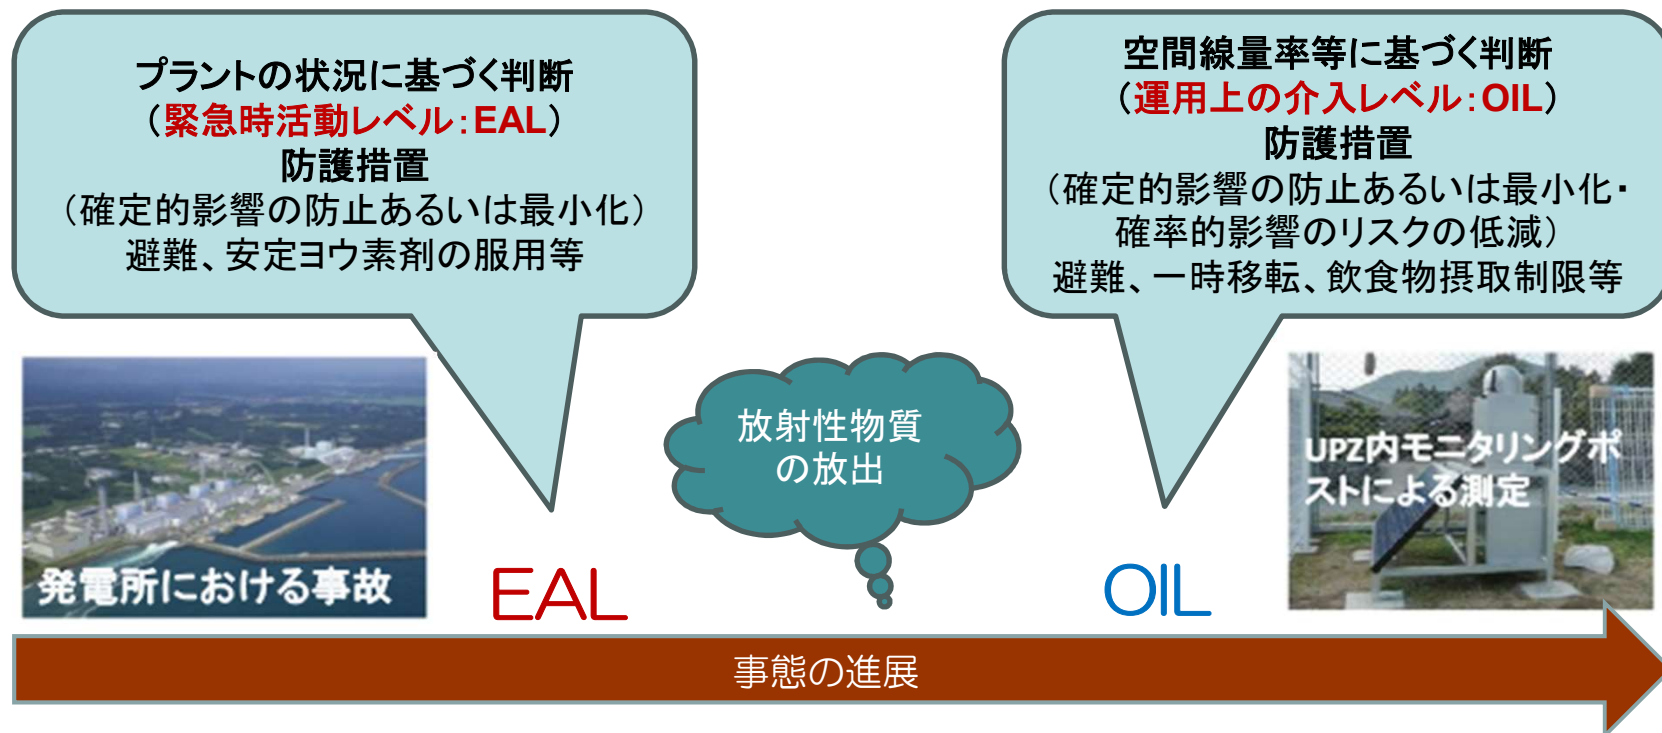 プラントの状況に基づく判断
（緊急時活動レベル：EAL）
防護措置
（確定的影響の防止あるいは最小化）
避難、安定ヨウ素剤の服用等
空間線量率等に基づく判断
（運用上の介入レベル：OIL）
防護措置
（確定的影響の防止あるいは最小化・
確率的影響のリスクの低減）
避難、一時移転、飲食物摂取制限等
放射性物質
の放出
UPZ内モニタリングポ
ストによる測定
発電所における事故
EAL
OIL
事態の進展